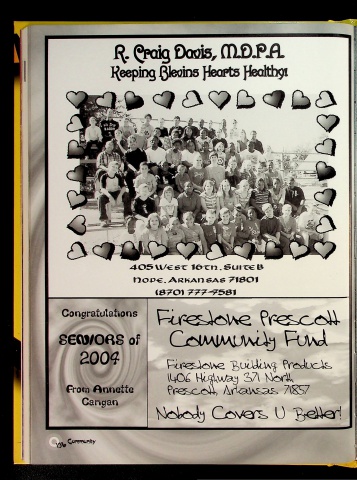 R. Craig Davis, M.D.P.A.
Keeping Blevins Hearts Healthy!
405 West 16th, Suite B
Hope, Arkansas 71801
(870) 777-7581
Congratulations
SENIORS of
2004
From Annette
Gangan
Firestone Prescott
Community Fund
Firestone Building Products
1406 Highway 371 North
Prescott, Arkansas 71857
Nobody Covers U Better!
Community